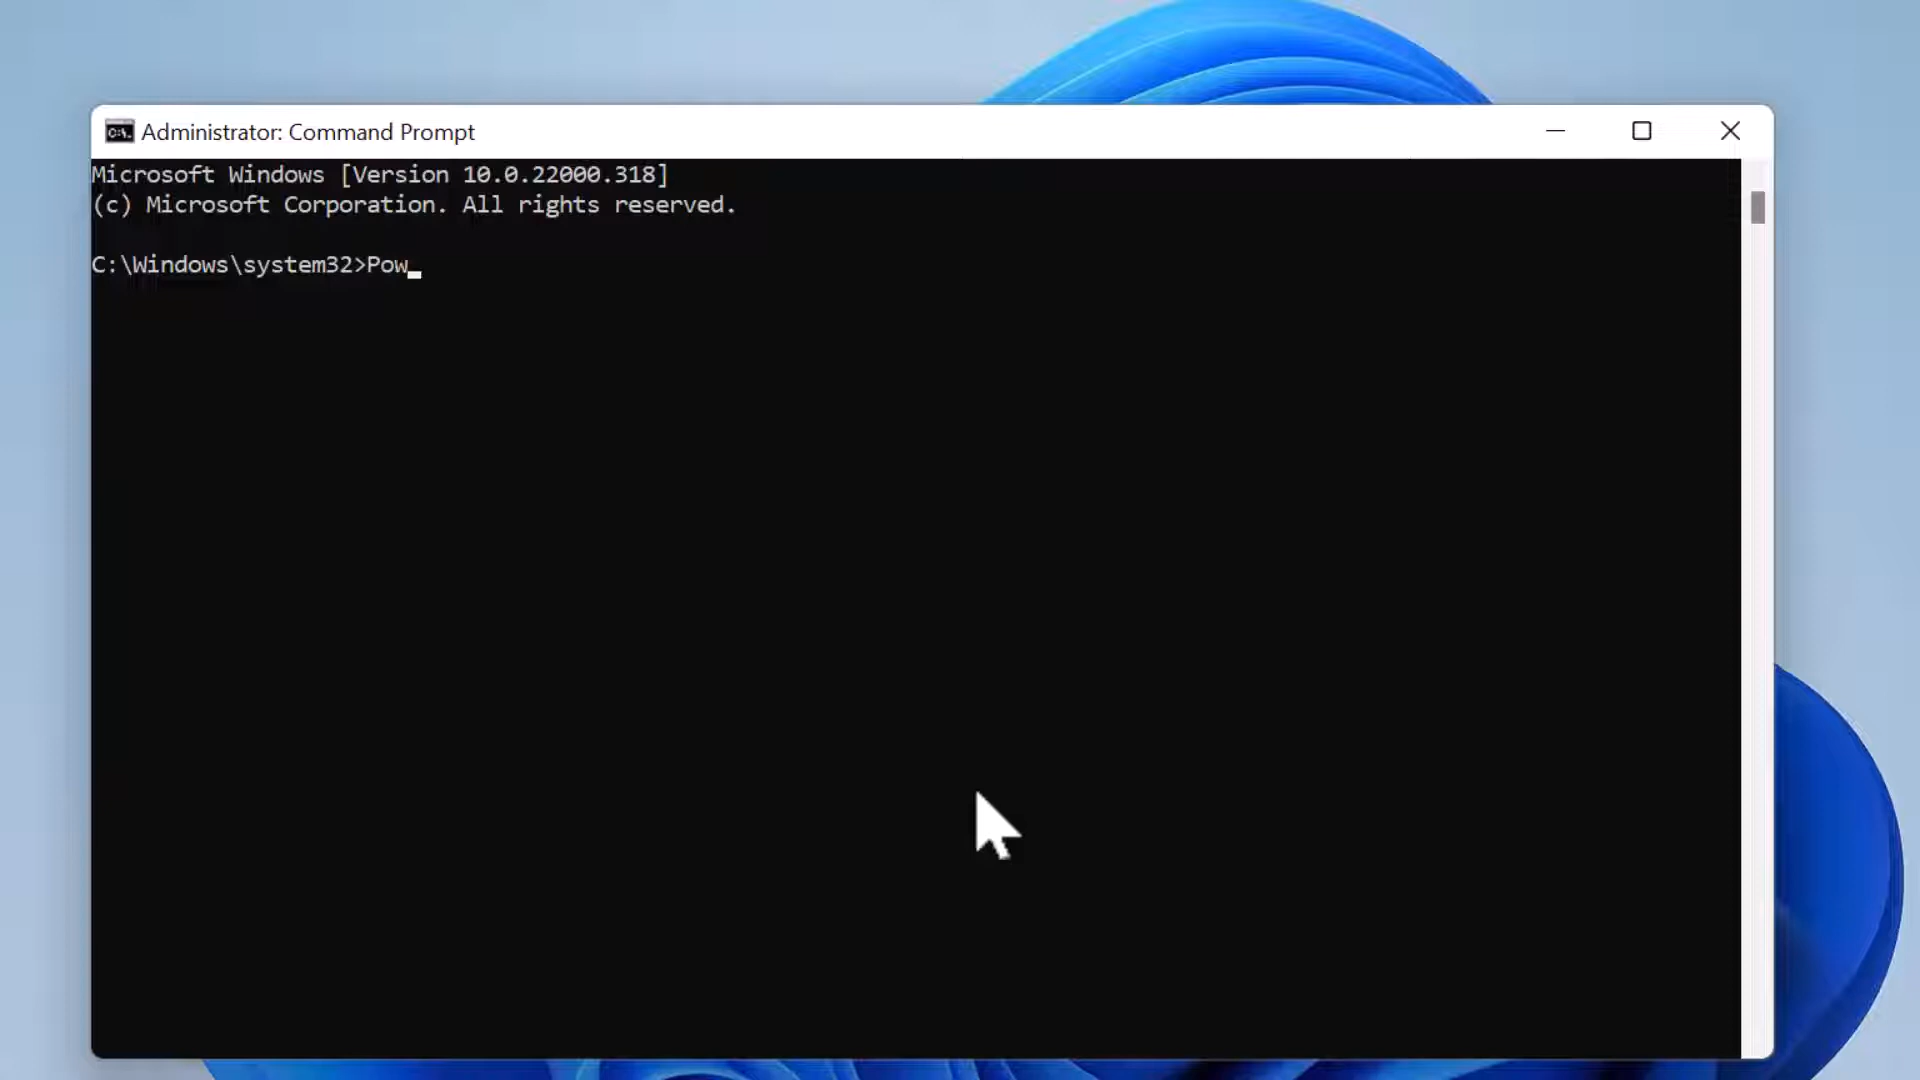 Administrator: Command Prompt
Microsoft Windows [Version 10.0.22000.318]
(c) Microsoft Corporation. All rights reserved.
C:\Windows\system32>Pow